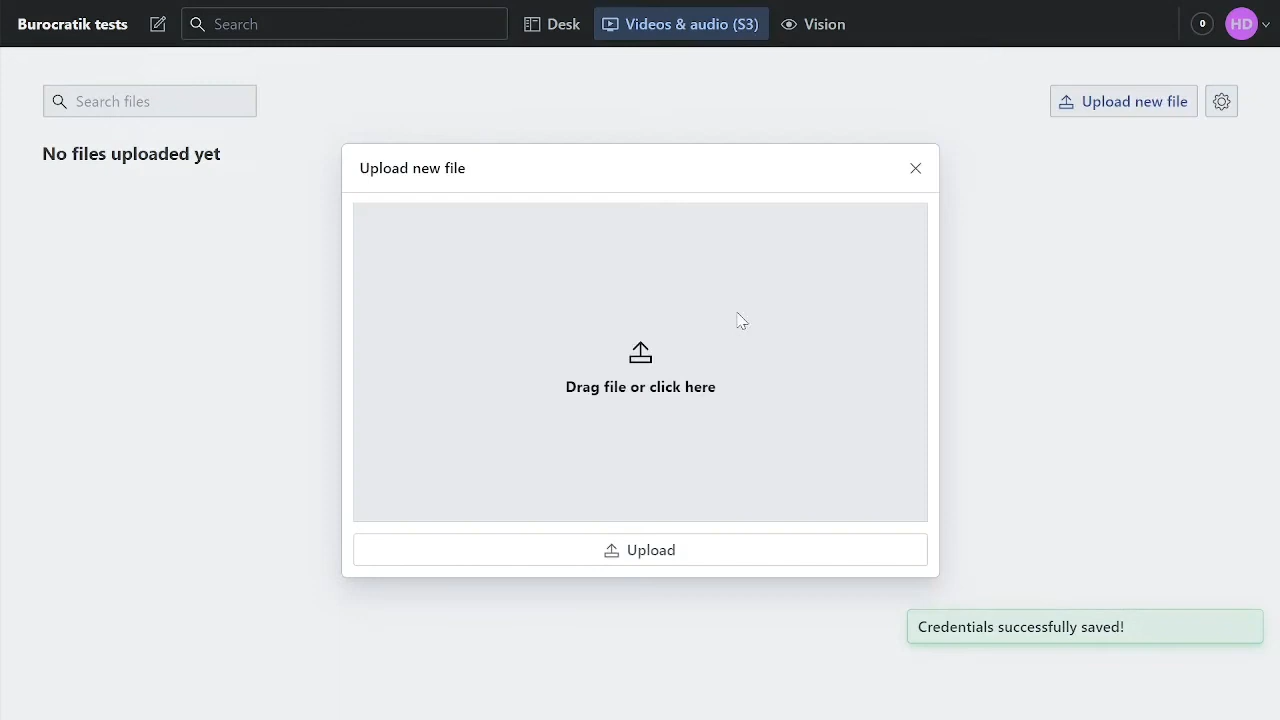 Burocratik tests
Search
Desk
Videos & audio (S3)
Vision
0
HD
Search files
Upload new file
No files uploaded yet
Upload new file
Drag file or click here
Upload
Credentials successfully saved!